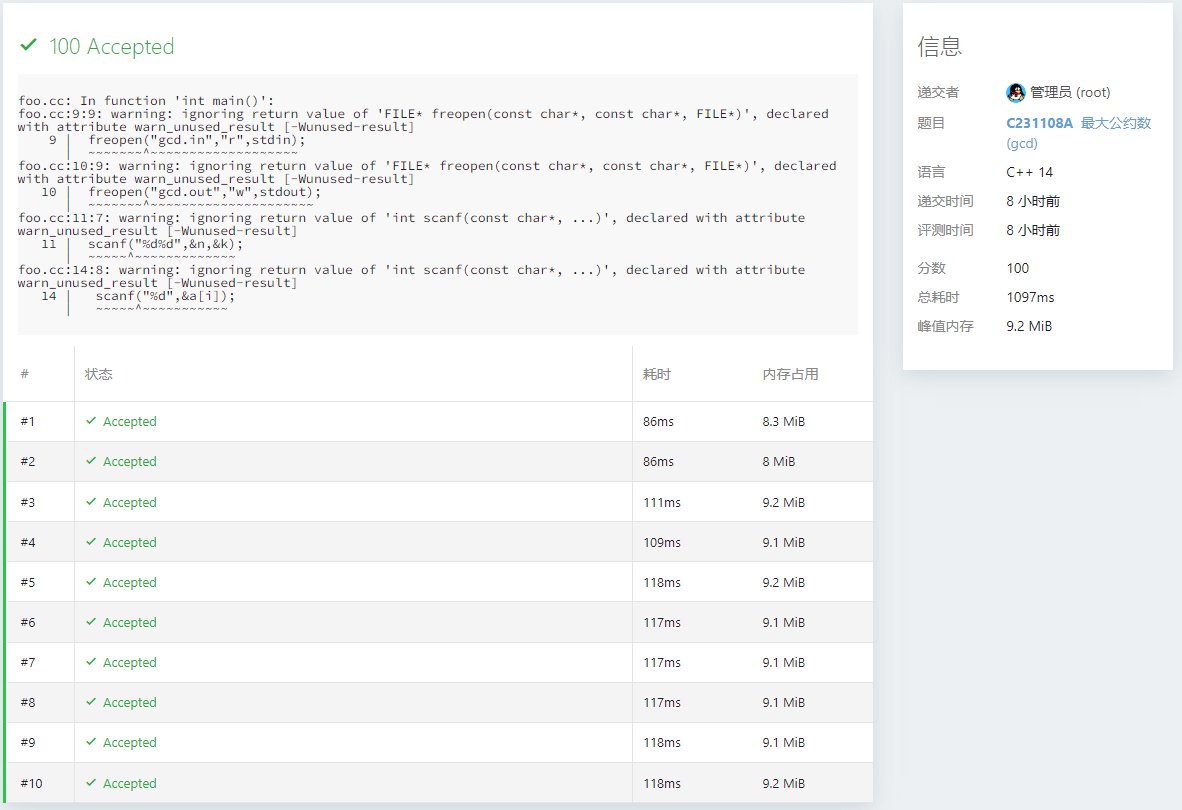 100 Accepted
foo.cc: In function 'int main()':
foo.cc:9:9: warning: ignoring return value of 'FILE* freopen(const char*, const char*, FILE*)', declared
with attribute warn_unused_result [-Wunused-result]
9 | freopen("gcd.in","r",stdin);
| ~~~~~~~^~~~~~~~~~~~~~~~~~~~
foo.cc:10:9: warning: ignoring return value of 'FILE* freopen(const char*, const char*, FILE*)', declared
with attribute warn_unused_result [-Wunused-result]
10 | freopen("gcd.out","w",stdout);
| ~~~~~~~^~~~~~~~~~~~~~~~~~~~~~
foo.cc:11:7: warning: ignoring return value of 'int scanf(const char*, ...)', declared with attribute
warn_unused_result [-Wunused-result]
11 | scanf("%d%d",&n,&k);
| ~~~~~^~~~~~~~~~~~~~
foo.cc:14:8: warning: ignoring return value of 'int scanf(const char*, ...)', declared with attribute
warn_unused_result [-Wunused-result]
14 | scanf("%d",&a[i]);
| ~~~~~^~~~~~~~~~~~
# 状态 耗时 内存占用
#1 Accepted 86ms 8.3 MiB
#2 Accepted 86ms 8 MiB
#3 Accepted 111ms 9.2 MiB
#4 Accepted 109ms 9.1 MiB
#5 Accepted 118ms 9.2 MiB
#6 Accepted 117ms 9.1 MiB
#7 Accepted 117ms 9.1 MiB
#8 Accepted 117ms 9.1 MiB
#9 Accepted 118ms 9.1 MiB
#10 Accepted 118ms 9.2 MiB
信息
递交者 管理员 (root)
题目 C231108A 最大公约数
(gcd)
语言 C++ 14
递交时间 8 小时前
评测时间 8 小时前
分数 100
总耗时 1097ms
峰值内存 9.2 MiB